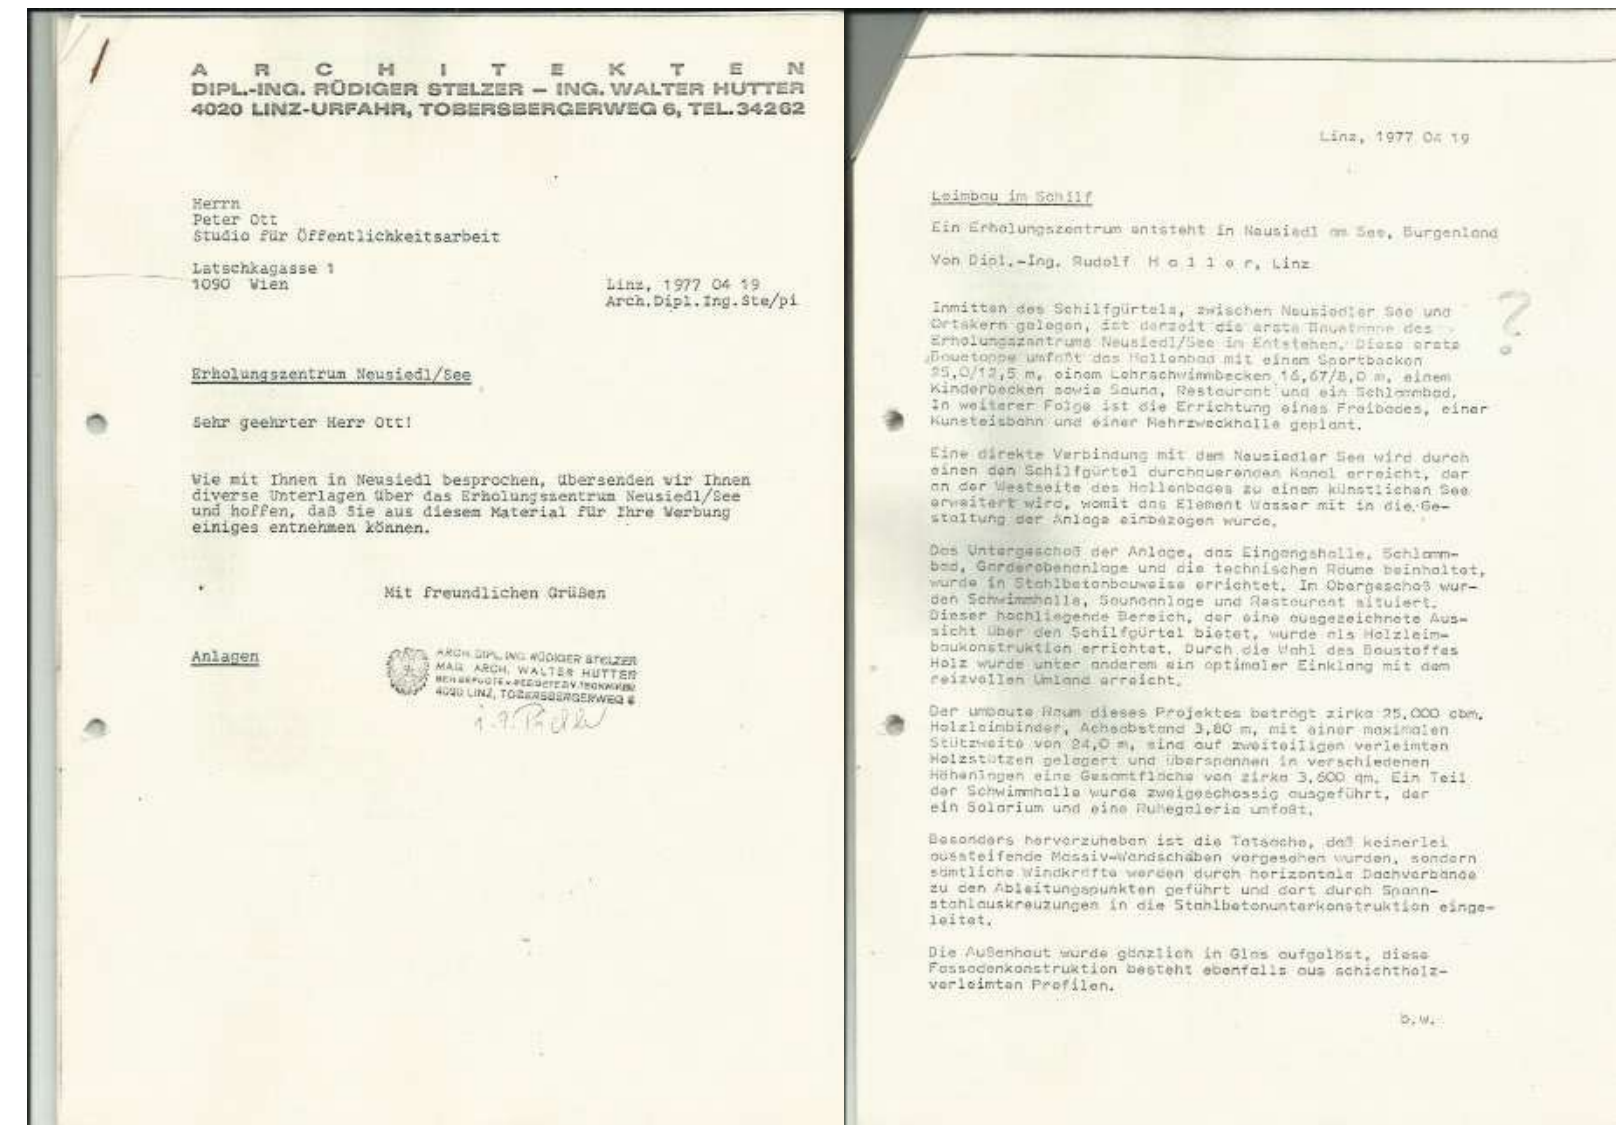 A R C H I T E K T E N
DIPL.-ING. RÜDIGER STELZER – ING. WALTER HUTTER
4020 LINZ-URFAHR, TOBERSBERGERWEG 6, TEL. 34262
Herrn
Peter Ott
Studio für Öffentlichkeitsarbeit
Latschkagasse 1
1090 Wien
Linz, 1977 04 19
Arch.Dipl.Ing.Ste/pi
Erholungszentrum Neusiedl/See
Sehr geehrter Herr Ott!
Wie mit Ihnen in Neusiedl besprochen, übersenden wir Ihnen
diverse Unterlagen über das Erholungszentrum Neusiedl/See
und hoffen, daß Sie aus diesem Material für Ihre Werbung
einiges entnehmen können.
Mit freundlichen Grüßen
Anlagen
ARCH. DIPL. ING. RÜDIGER STELZER
MAG. ARCH. WALTER HUTTER
4020 LINZ, TOBERSBERGERWEG 6
Linz, 1977 04 19
Leimbau im Schilf
Ein Erholungszentrum entsteht in Neusiedl am See, Burgenland
Von Dipl.-Ing. Rudolf H a l l e r, Linz
?
Inmitten des Schilfgürtels, zwischen Neusiedler See und
Ortskern gelegen, ist derzeit die erste Bauetappe des
Erholungszentrums Neusiedl/See im Entstehen. Diese erste
Bauetappe umfaßt das Hallenbad mit einem Sportbecken
25,0/12,5 m, einem Lehrschwimmbecken 16,67/8,0 m, einem
Kinderbecken sowie Sauna, Restaurant und ein Schlammbad.
In weiterer Folge ist die Errichtung eines Freibades, einer
Kunsteisbahn und einer Mehrzweckhalle geplant.
Eine direkte Verbindung mit dem Neusiedler See wird durch
einen den Schilfgürtel durchquerenden Kanal erreicht, der
an der Westseite des Hallenbades zu einem künstlichen See
erweitert wird, womit das Element Wasser mit in die Ge-
staltung der Anlage einbezogen wurde.
Das Untergeschoß der Anlage, das Eingangshalle, Schlamm-
bad, Garderobenanlage und die technischen Räume beinhaltet,
wurde in Stahlbetonbauweise errichtet. Im Obergeschoß wur-
den Schwimmhalle, Saunanlage und Restaurant situiert.
Dieser hochliegende Bereich, der eine ausgezeichnete Aus-
sicht über den Schilfgürtel bietet, wurde als Holzleim-
baukonstruktion errichtet. Durch die Wahl des Baustoffes
Holz wurde unter anderem ein optimaler Einklang mit dem
reizvollen Umland erreicht.
Der umbaute Raum dieses Projektes beträgt zirka 25,000 cbm.
Holzleimbinder, Achsabstand 3,80 m, mit einer maximalen
Stützweite von 24,0 m, sind auf zweiteiligen verleimten
Holzstützen gelagert und überspannen in verschiedenen
Höhenlagen eine Gesamtfläche von zirka 3,600 qm. Ein Teil
der Schwimmhalle wurde zweigeschossig ausgeführt, der
ein Solarium und eine Ruhegalerie umfaßt.
Besonders hervorzuheben ist die Tatsache, daß keinerlei
aussteifende Massiv-Wandscheiben vorgesehen wurden, sondern
sämtliche Windkräfte werden durch horizontale Dachverbände
zu den Ableitungspunkten geführt und dort durch Spann-
stahlauskreuzungen in die Stahlbetonunterkonstruktion einge-
leitet.
Die Außenhaut wurde gänzlich in Glas aufgelöst, diese
Fassadenkonstruktion besteht ebenfalls aus schichtholz-
verleimten Profilen.
b.w.